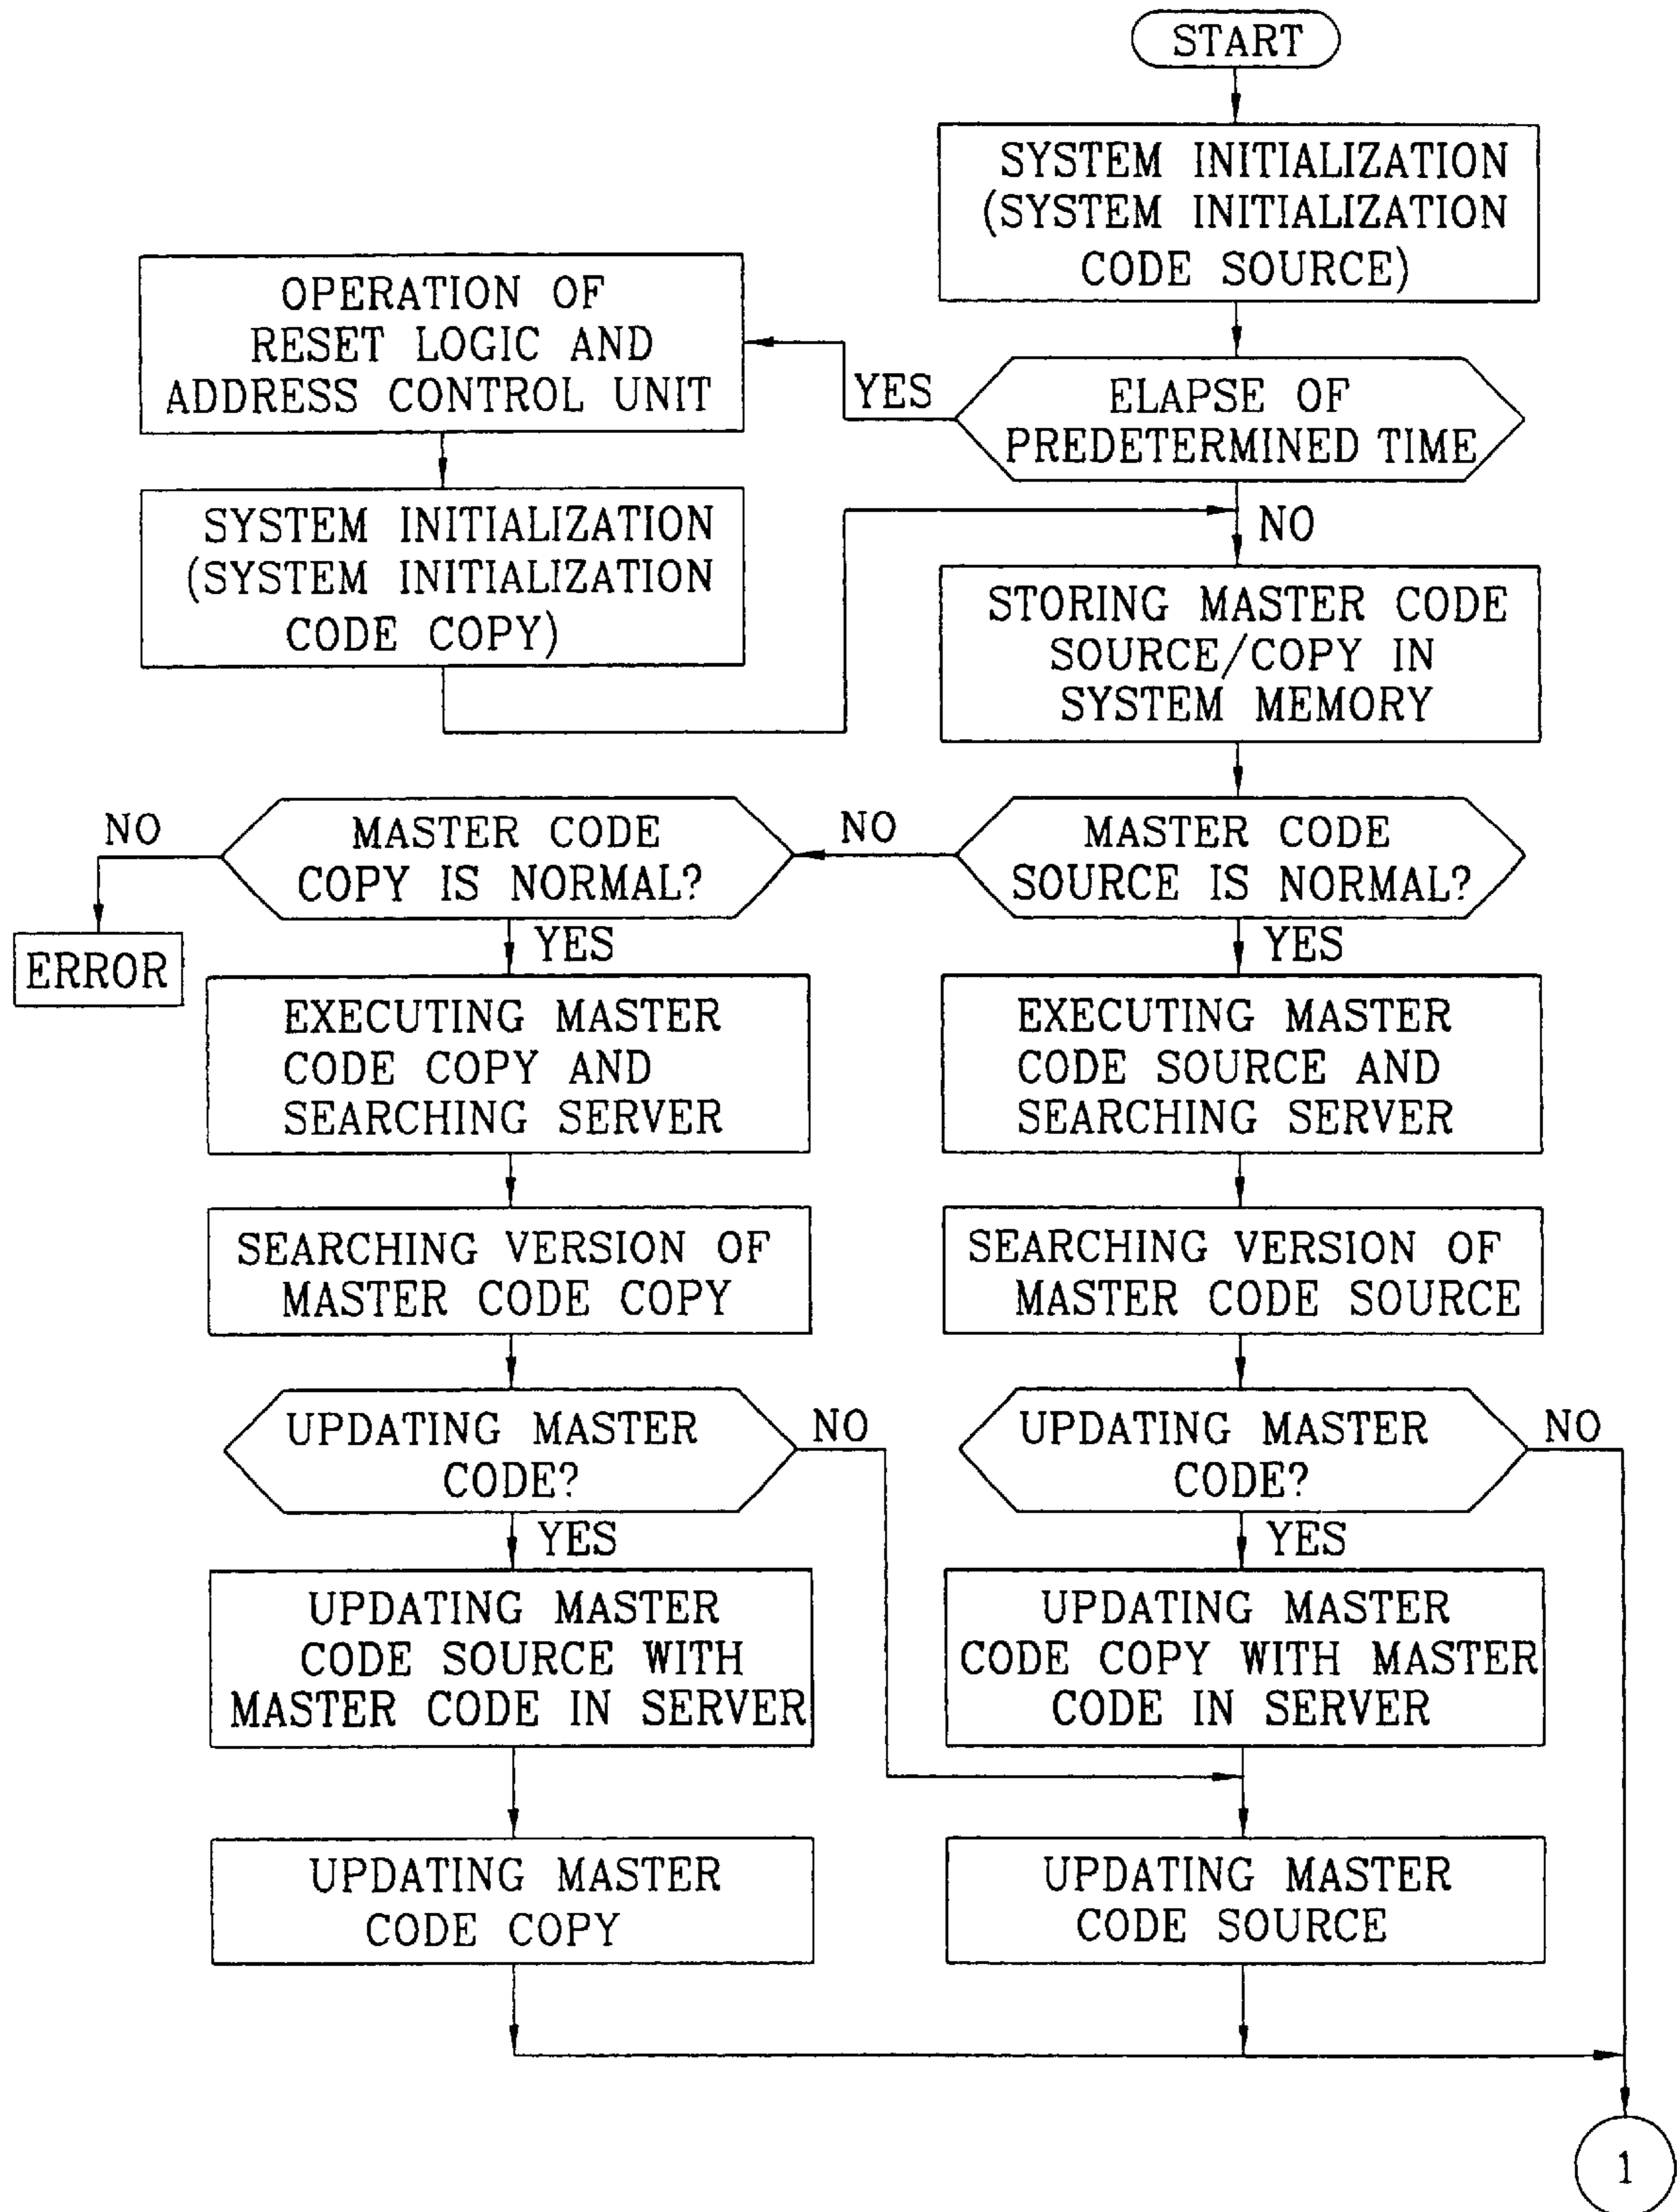 START
SYSTEM INITIALIZATION
(SYSTEM INITIALIZATION
CODE SOURCE)
OPERATION OF
RESET LOGIC AND
ADDRESS CONTROL UNIT
YES
ELAPSE OF
PREDETERMINED TIME
NO
SYSTEM INITIALIZATION
(SYSTEM INITIALIZATION
CODE COPY)
STORING MASTER CODE
SOURCE/COPY IN
SYSTEM MEMORY
NO
MASTER CODE
COPY IS NORMAL?
NO
MASTER CODE
SOURCE IS NORMAL?
ERROR
YES
YES
EXECUTING MASTER
CODE COPY AND
SEARCHING SERVER
EXECUTING MASTER
CODE SOURCE AND
SEARCHING SERVER
SEARCHING VERSION OF
MASTER CODE COPY
SEARCHING VERSION OF
MASTER CODE SOURCE
UPDATING MASTER
CODE?
NO
UPDATING MASTER
CODE?
NO
YES
YES
UPDATING MASTER
CODE SOURCE WITH
MASTER CODE IN SERVER
UPDATING MASTER
CODE COPY WITH MASTER
CODE IN SERVER
UPDATING MASTER
CODE COPY
UPDATING MASTER
CODE SOURCE
1